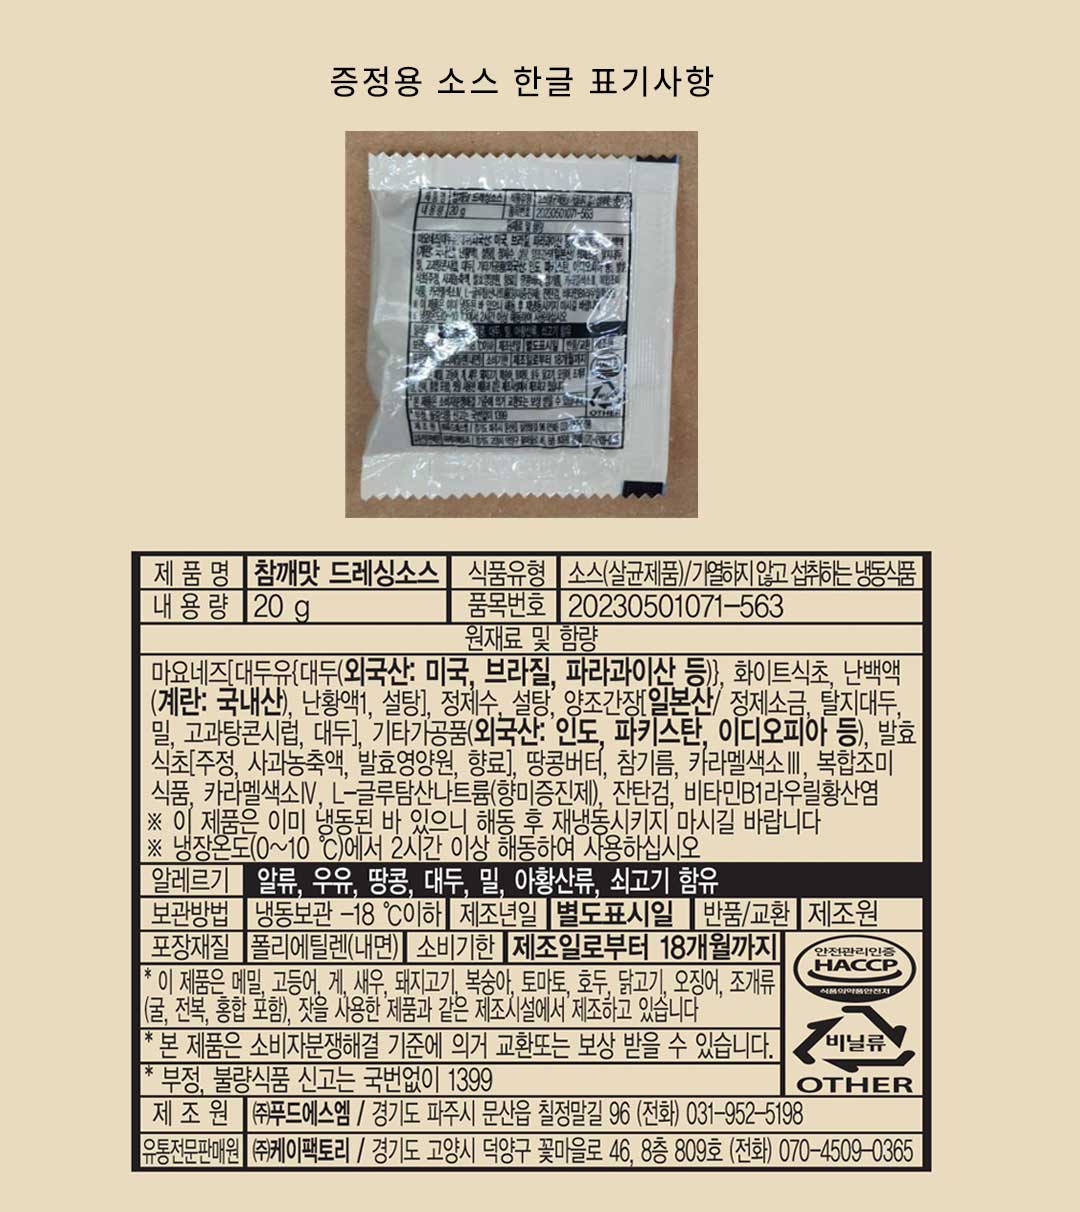 증정용 소스 한글 표기사항
제 품 명 참깨맛 드레싱소스 식품유형 소스(살균제품)/가열하지 않고 섭취하는 냉동식품
내 용 량 20 g 품목번호 20230501071-563
원재료 및 함량
마요네즈[대두유{대두(외국산: 미국, 브라질, 파라과이산 등)}, 화이트식초, 난백액
(계란: 국내산), 난황액1, 설탕], 정제수, 설탕, 양조간장[일본산/ 정제소금, 탈지대두,
밀, 고과탕콘시럽, 대두], 기타가공품(외국산: 인도, 파키스탄, 이디오피아 등), 발효
식초[주정, 사과농축액, 발효영양원, 향료], 땅콩버터, 참기름, 카라멜색소Ⅲ, 복합조미
식품, 카라멜색소Ⅳ, L-글루탐산나트륨(향미증진제), 잔탄검, 비타민B1라우릴황산염
※ 이 제품은 이미 냉동된 바 있으니 해동 후 재냉동시키지 마시길 바랍니다
※ 냉장온도(0~10 ℃)에서 2시간 이상 해동하여 사용하십시오
알레르기 알류, 우유, 땅콩, 대두, 밀, 아황산류, 쇠고기 함유
보관방법 냉동보관 -18 ℃이하 제조년일 별도표시일 반품/교환 제조원
포장재질 폴리에틸렌(내면) 소비기한 제조일로부터 18개월까지
안전관리인증
HACCP
식품의약품안전처
* 이 제품은 메밀, 고등어, 게, 새우, 돼지고기, 복숭아, 토마토, 호두, 닭고기, 오징어, 조개류
(굴, 전복, 홍합 포함), 잣을 사용한 제품과 같은 제조시설에서 제조하고 있습니다
* 본 제품은 소비자분쟁해결 기준에 의거 교환또는 보상 받을 수 있습니다.
비닐류
OTHER
* 부정, 불량식품 신고는 국번없이 1399
제 조 원 ㈜푸드에스엠 / 경기도 파주시 문산읍 칠정말길 96 (전화) 031-952-5198
유통전문판매원 ㈜케이팩토리 / 경기도 고양시 덕양구 꽃마을로 46, 8층 809호 (전화) 070-4509-0365